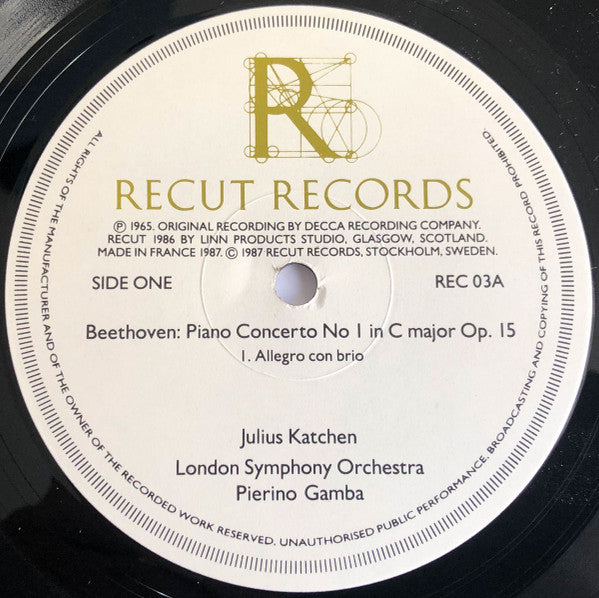 R
RECUT RECORDS
Ⓟ 1965. ORIGINAL RECORDING BY DECCA RECORDING COMPANY.
RECUT 1986 BY LINN PRODUCTS STUDIO, GLASGOW, SCOTLAND.
MADE IN FRANCE 1987. © 1987 RECUT RECORDS, STOCKHOLM, SWEDEN.
SIDE ONE
REC 03A
Beethoven: Piano Concerto No 1 in C major Op. 15
1. Allegro con brio
Julius Katchen
London Symphony Orchestra
Pierino Gamba
ALL RIGHTS OF THE MANUFACTURER AND OF THE OWNER OF THE RECORDED WORK RESERVED. UNAUTHORISED PUBLIC PERFORMANCE, BROADCASTING AND COPYING OF THIS RECORD PROHIBITED